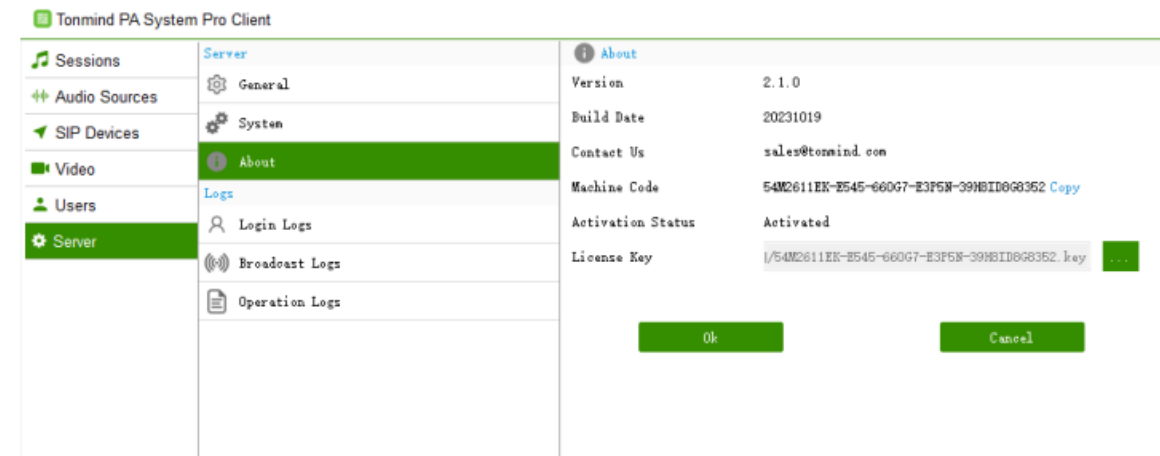 Tonmind PA System Pro Client
Sessions
Audio Sources
SIP Devices
Video
Users
Server
Server
General
System
About
Logs
Login Logs
Broadcast Logs
Operation Logs
About
Version 2.1.0
Build Date 20231019
Contact Us sales@tonmind.com
Machine Code 54M2611EK-E545-660G7-E3P5N-39H8ID8G8352 Copy
Activation Status Activated
License Key /54M2611EK-E545-660G7-E3P5N-39H8ID8G8352.key ...
Ok Cancel